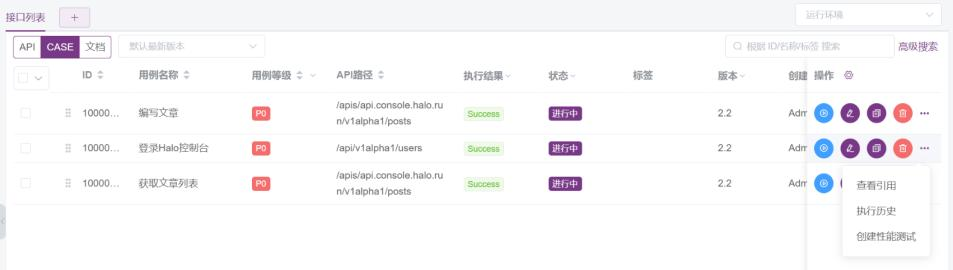 接口列表 +
运行环境
API CASE 文档 默认最新版本 根据 ID/名称/标签 搜索 高级搜索
ID 用例名称 用例等级 API路径 执行结果 状态 标签 版本 创建 操作
10000... 编写文章 P0 /apis/api.console.halo.ru
n/v1alpha1/posts Success 进行中 2.2 Adm ...
10000... 登录Halo控制台 P0 /api/v1alpha1/users Success 进行中 2.2 Adm ...
10000... 获取文章列表 P0 /apis/api.console.halo.ru
n/v1alpha1/posts Success 进行中 2.2 Adm
查看引用
执行历史
创建性能测试